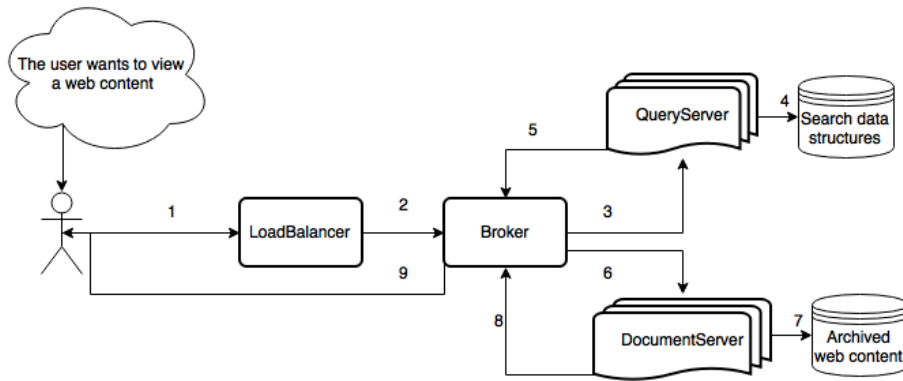 The user wants to view
a web content
QueryServer
4
Search data
structures
5
1
2
3
LoadBalancer
Broker
9
6
8
DocumentServer
7
Archived
web content